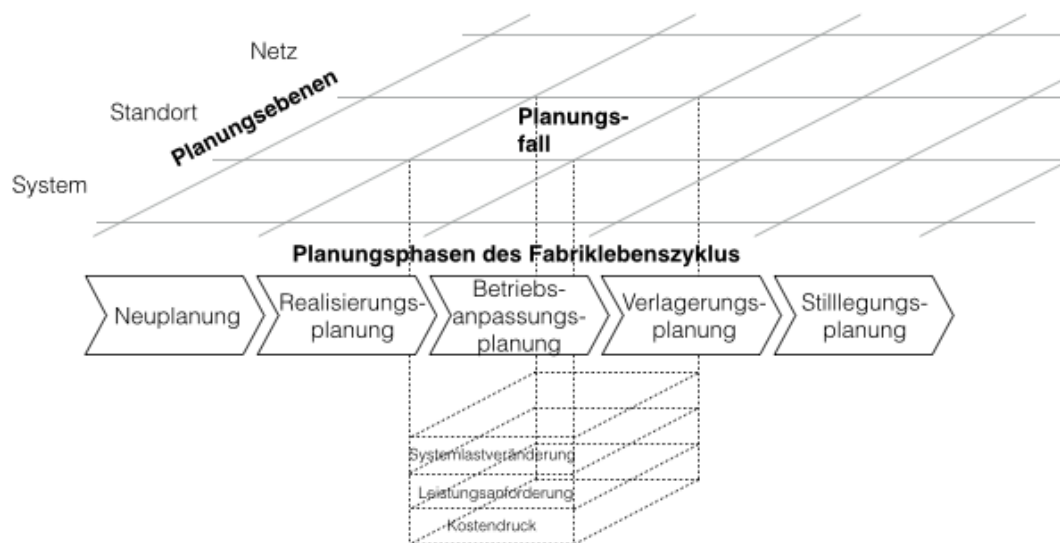 Netz
Standort
Planungsebenen
System
Planungs-
fall
Planungsphasen des Fabriklebenszyklus
Neuplanung
Realisierungs-
planung
Betriebs-
anpassungs-
planung
Verlagerungs-
planung
Stilllegungs-
planung
Systemlastveränderung
Leistungsanforderung
Kostendruck